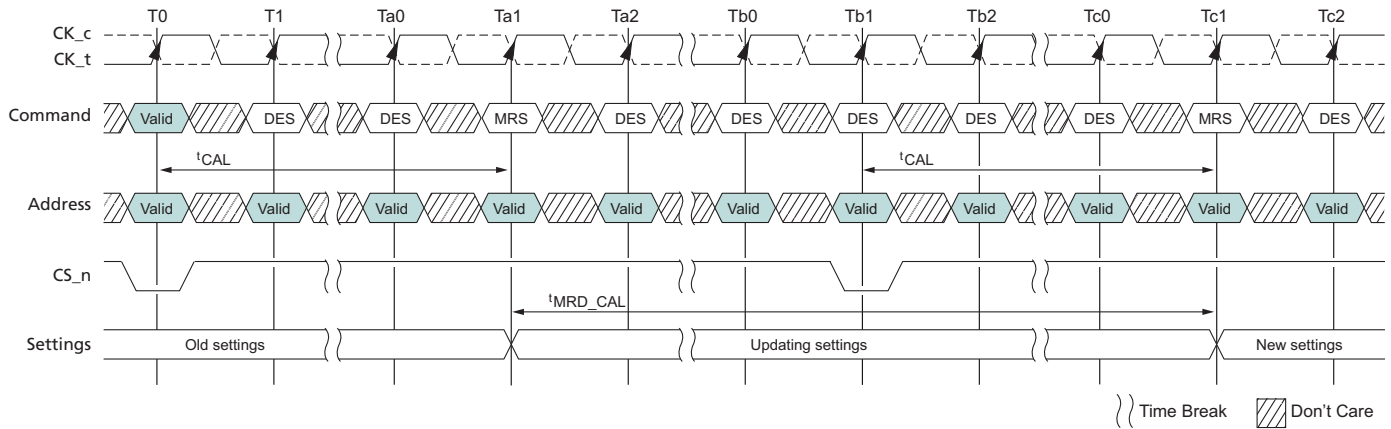 T0 T1 Ta0 Ta1 Ta2 Tb0 Tb1 Tb2 Tc0 Tc1 Tc2
CK_c
CK_t
Command Valid DES DES MRS DES DES DES DES DES MRS DES
tCAL tCAL
Address Valid Valid Valid Valid Valid Valid Valid Valid Valid Valid Valid
CS_n
tMRD_CAL
Settings Old settings Updating settings New settings
Time Break Don't Care